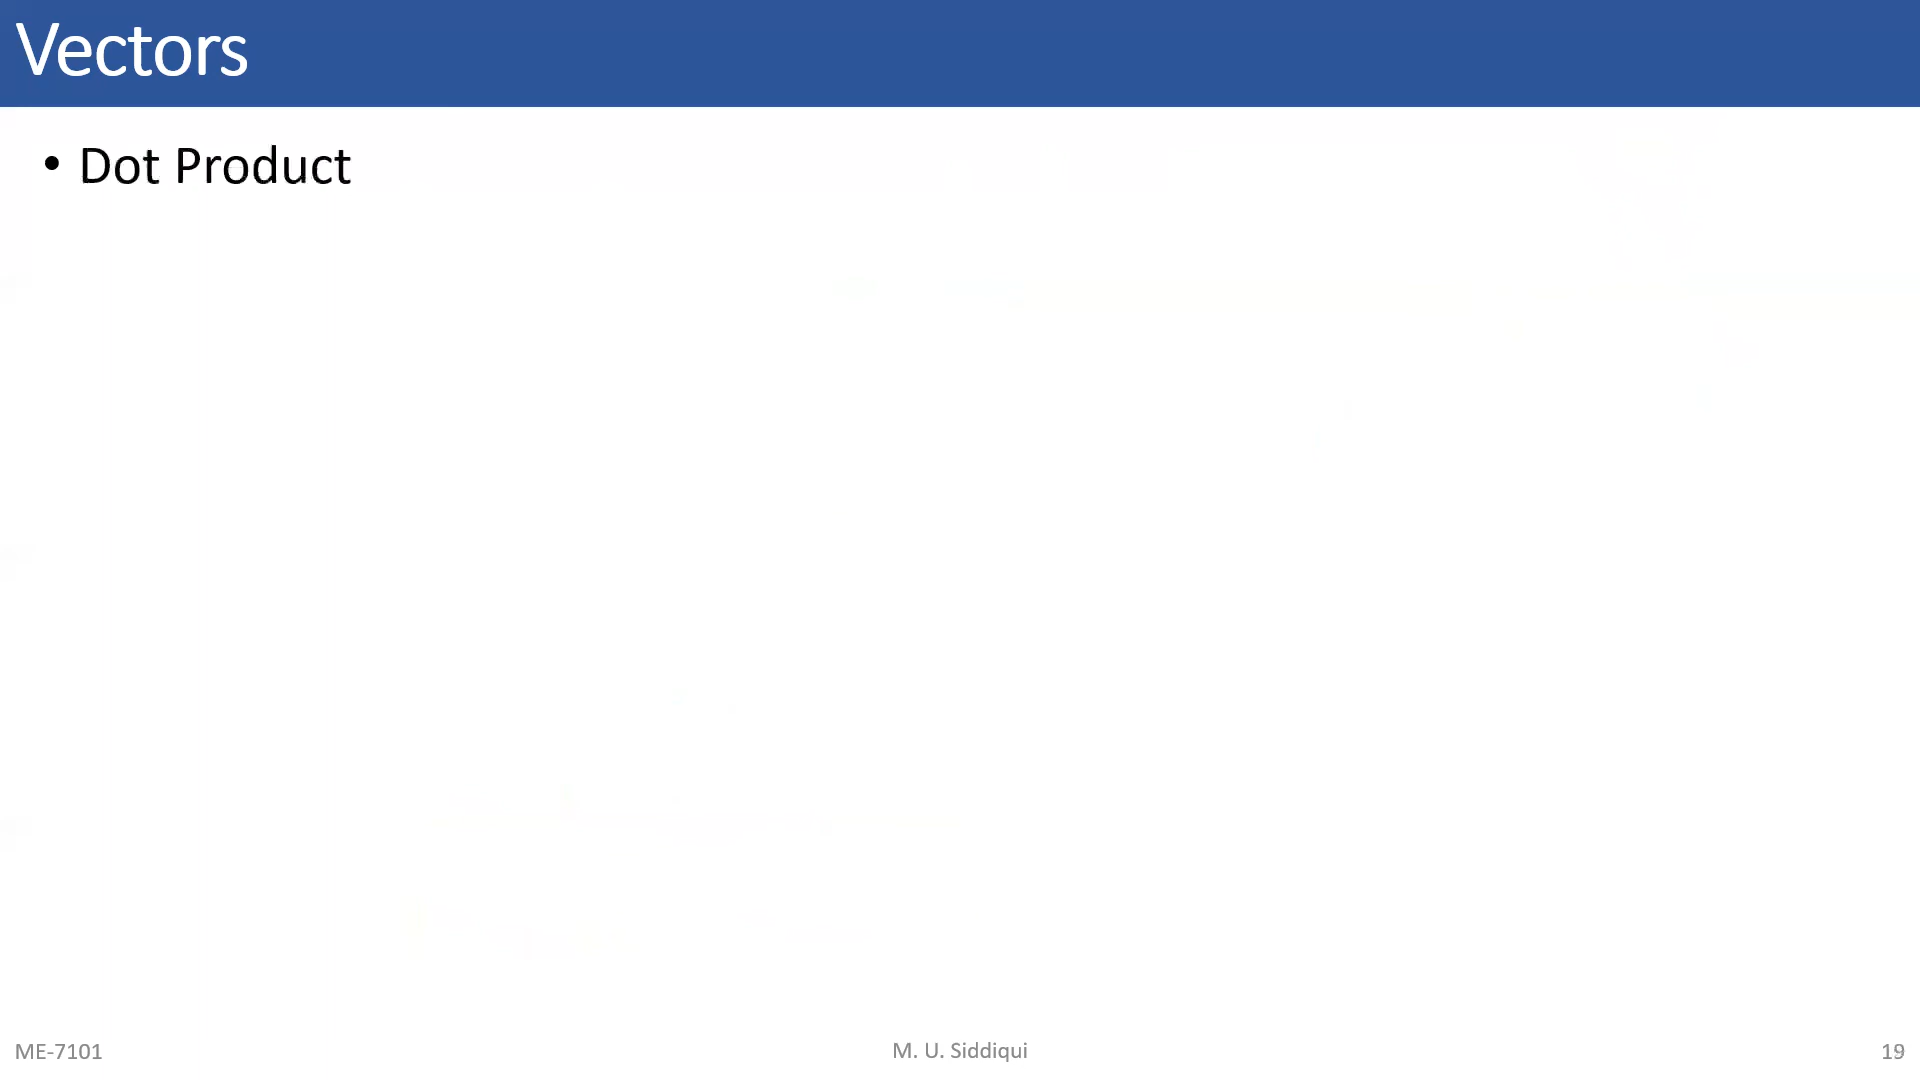 Vectors
• Dot Product
ME-7101
M. U. Siddiqui
19